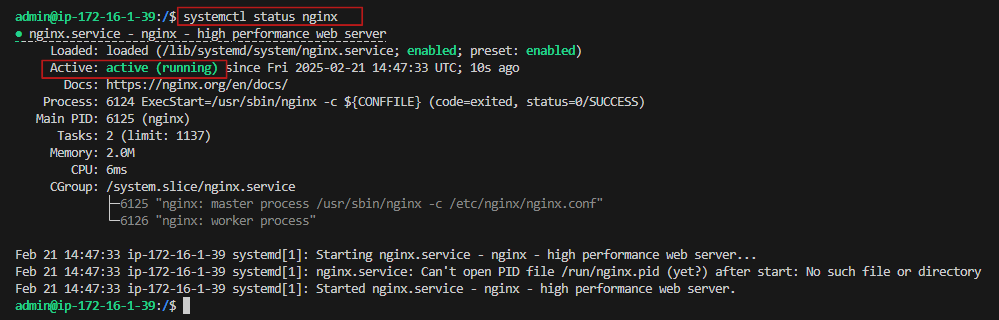 admin@ip-172-16-1-39:/$ systemctl status nginx
● nginx.service - nginx - high performance web server
Loaded: loaded (/lib/systemd/system/nginx.service; enabled; preset: enabled)
Active: active (running) since Fri 2025-02-21 14:47:33 UTC; 10s ago
Docs: https://nginx.org/en/docs/
Process: 6124 ExecStart=/usr/sbin/nginx -c ${CONFFILE} (code=exited, status=0/SUCCESS)
Main PID: 6125 (nginx)
Tasks: 2 (limit: 1137)
Memory: 2.0M
CPU: 6ms
CGroup: /system.slice/nginx.service
├─6125 "nginx: master process /usr/sbin/nginx -c /etc/nginx/nginx.conf"
└─6126 "nginx: worker process"
Feb 21 14:47:33 ip-172-16-1-39 systemd[1]: Starting nginx.service - nginx - high performance web server...
Feb 21 14:47:33 ip-172-16-1-39 systemd[1]: nginx.service: Can't open PID file /run/nginx.pid (yet?) after start: No such file or directory
Feb 21 14:47:33 ip-172-16-1-39 systemd[1]: Started nginx.service - nginx - high performance web server.
admin@ip-172-16-1-39:/$